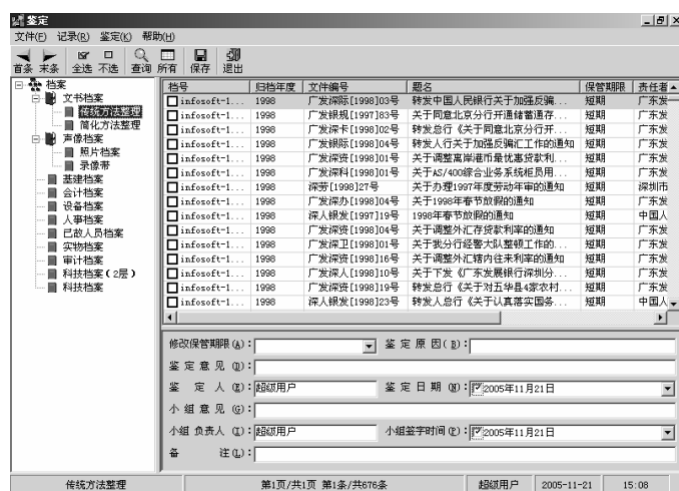 鉴定
文件(F) 记录(R) 鉴定(K) 帮助(H)
首条 末条 全选 不选 查询 所有 保存 退出
档案
文书档案
传统方法整理
简化方法整理
声像档案
照片档案
录像带
基建档案
会计档案
设备档案
人事档案
已故人员档案
实物档案
审计档案
科技档案(2层)
科技档案
档号 归档年度 文件编号 题名 保管期限 责任者
infosoft-1... 1998 广发深际[1998]03号 转发中国人民银行关于加强反骗... 短期 广东发
infosoft-1... 1998 广发银规[1997]83号 关于同意北京分行开通储蓄通存... 短期 广东发
infosoft-1... 1998 广发深卡[1998]02号 转发总行《关于同意北京分行开... 短期 广东发
infosoft-1... 1998 广发银际[1998]04号 转发人行关于加强反骗汇工作的通知 短期 广东发
infosoft-1... 1998 广发深资[1998]01号 关于调整离岸港币最优惠贷款利... 短期 广东发
infosoft-1... 1998 广发深科[1998]01号 关于AS/400综合业务系统柜员用... 短期 广东发
infosoft-1... 1998 深劳[1998]27号 关于办理1997年度劳动年审的通知 短期 深圳市
infosoft-1... 1998 广发深办[1998]04号 关于1998年春节放假的通知 短期 广东发
infosoft-1... 1998 深人银发[1997]19号 1998年春节放假的通知 短期 中国人
infosoft-1... 1998 广发深资[1998]04号 关于调整外汇存贷款利率的通知 短期 广东发
infosoft-1... 1998 广发深卫[1998]01号 关于我分行经警大队整顿工作的... 短期 广东发
infosoft-1... 1998 广发深资[1998]16号 关于调整外汇辖内往来利率的通知 短期 广东发
infosoft-1... 1998 广发深人[1998]10号 关于下发《广东发展银行深圳分... 短期 广东发
infosoft-1... 1998 广发深资[1998]19号 转发总行《关于对五华县4家农村... 短期 广东发
infosoft-1... 1998 深人银发[1998]23号 转发人总行《关于认真落实国务... 短期 中国人
修改保管期限(A): 鉴定原因(B):
鉴定意见(D):
鉴定人(E): 超级用户 鉴定日期(N): 2005年11月21日
小组意见(G):
小组负责人(I): 超级用户 小组签字时间(P): 2005年11月21日
备注(L):
传统方法整理 第1页/共1页 第1条/共676条 超级用户 2005-11-21 15:08